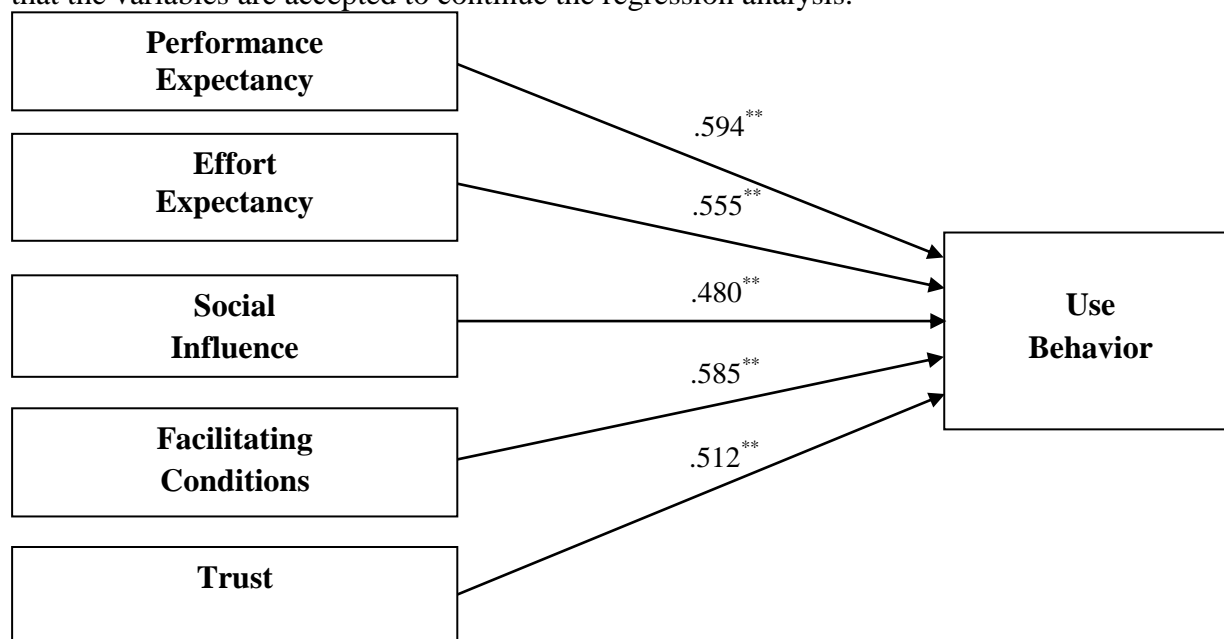 that the variables are accepted to continue the regression analysis.
Performance
Expectancy
.594**
Effort
Expectancy
.555**
Social
Influence
.480**
Use
Behavior
.585**
Facilitating
Conditions
.512**
Trust